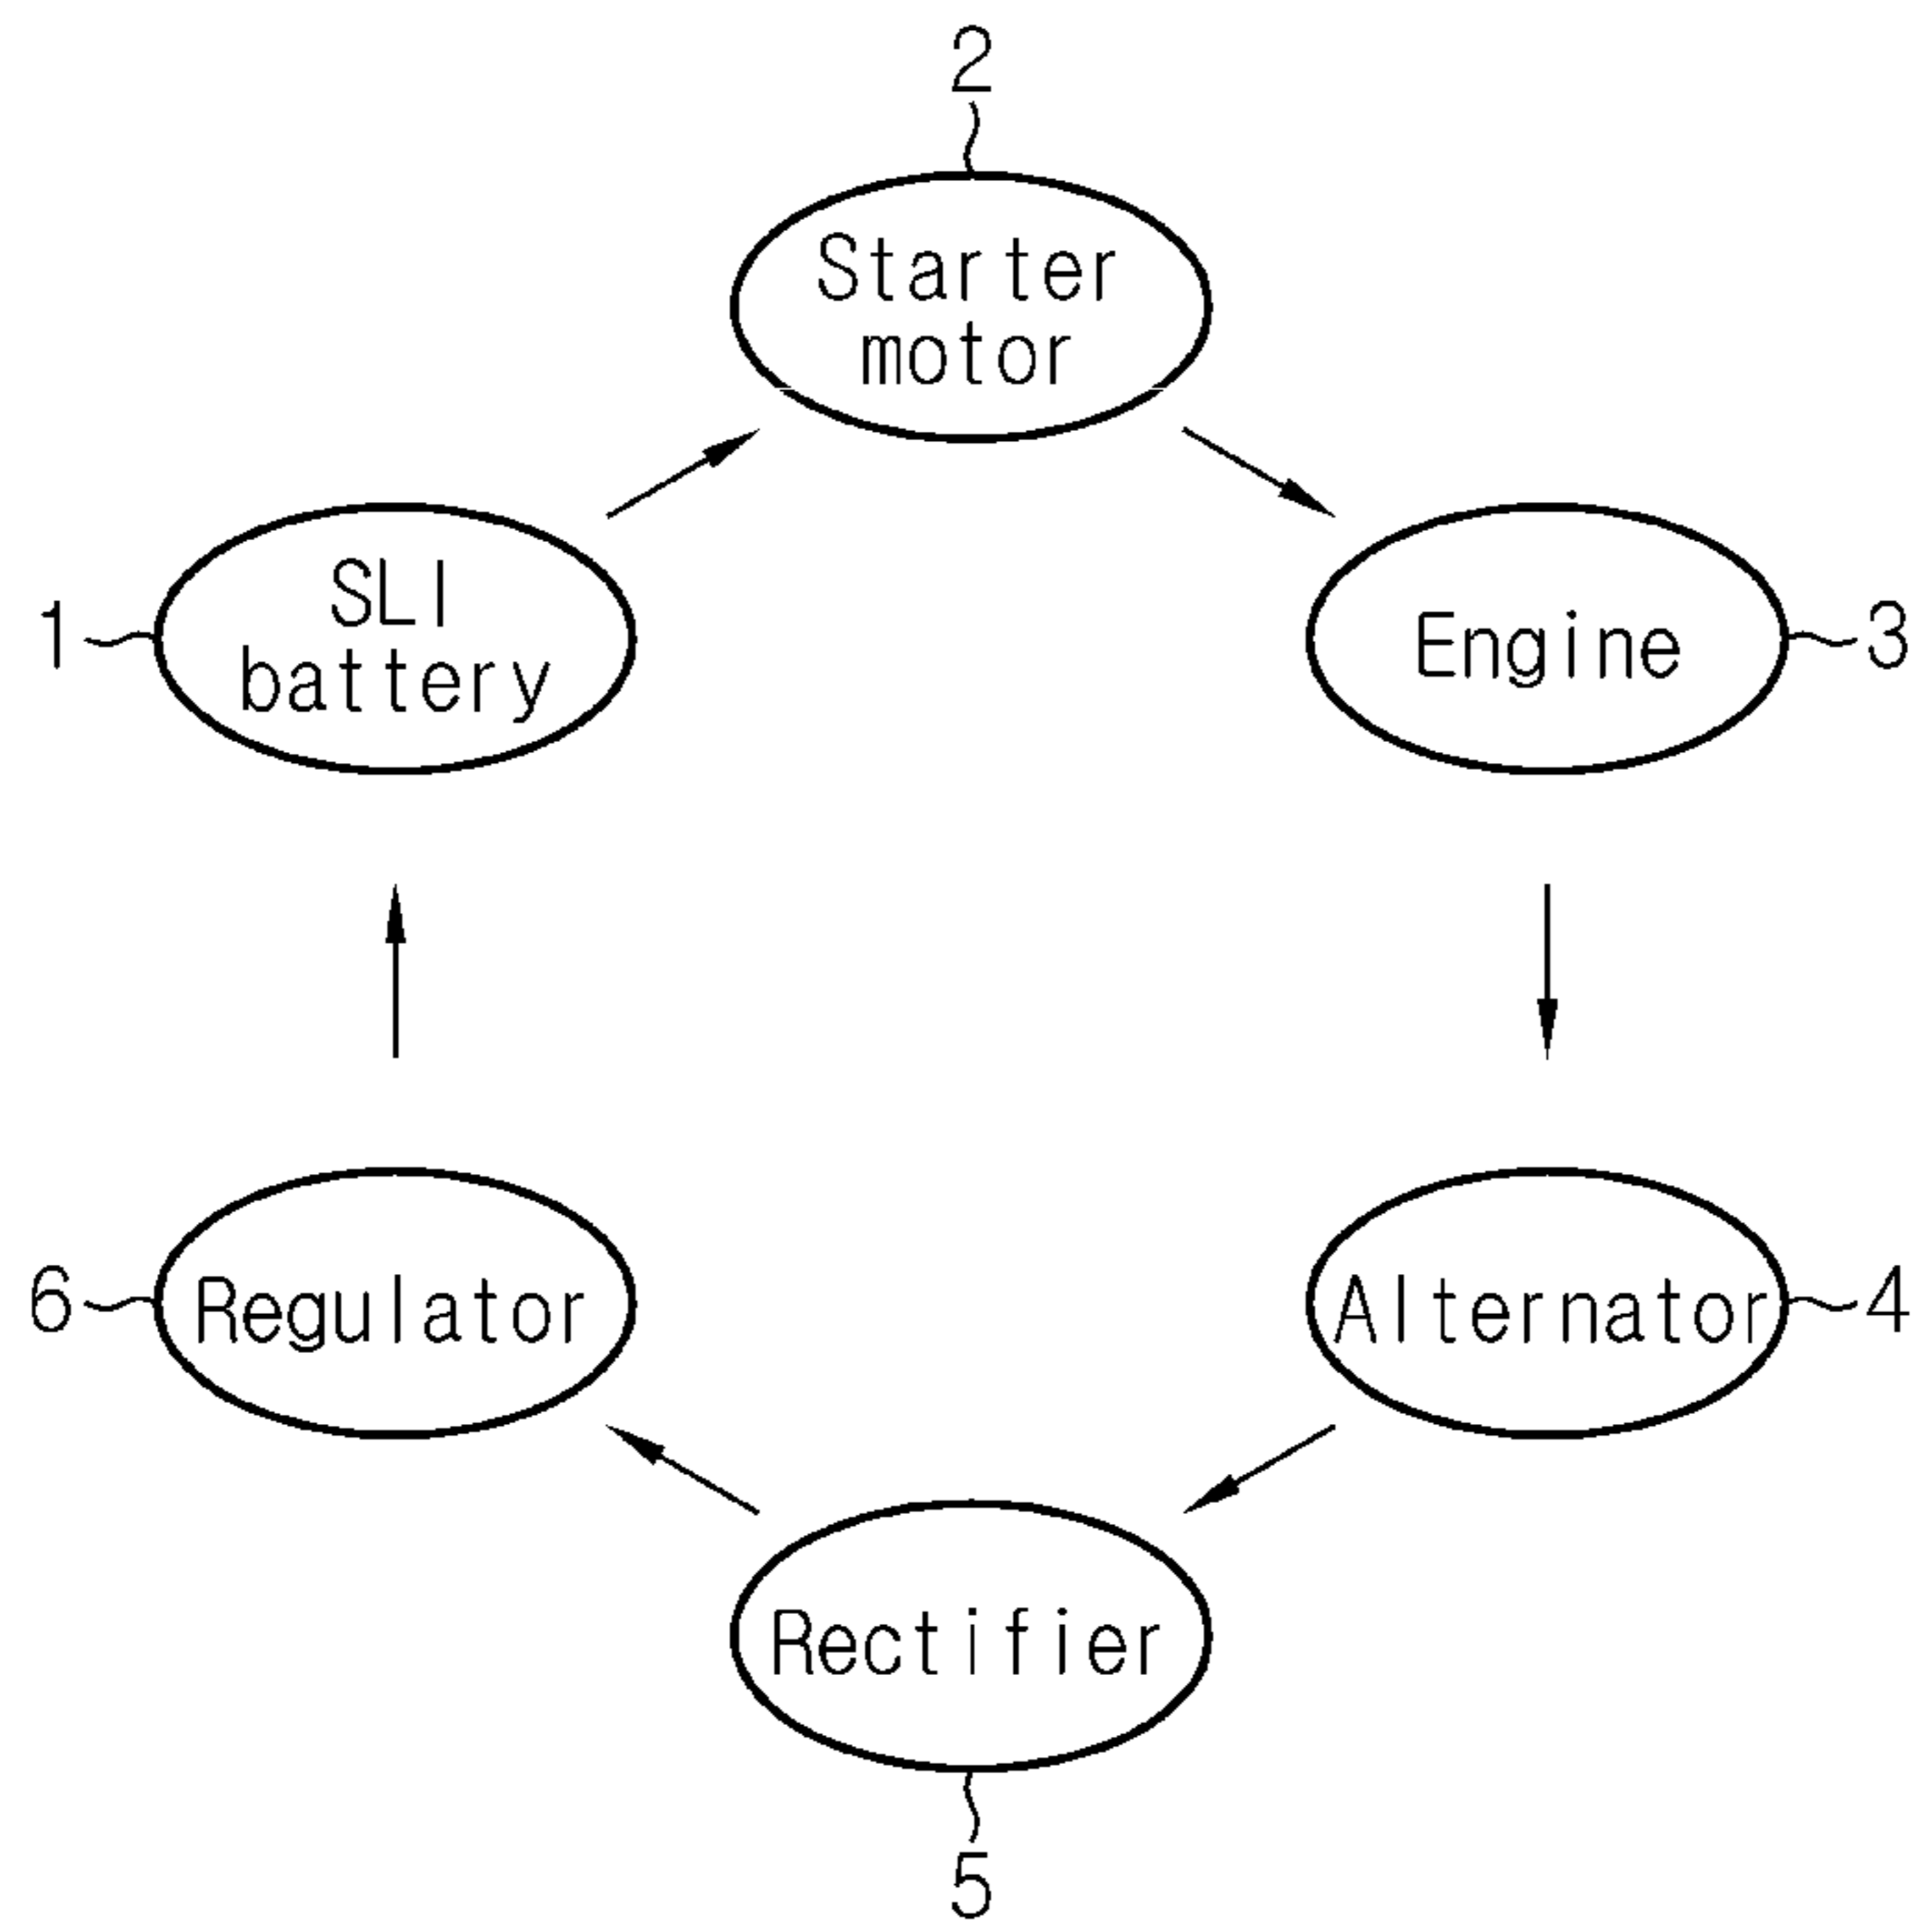 2
Starter
motor
1
SLI
battery
Engine
3
6
Regulator
Alternator
4
Rectifier
5